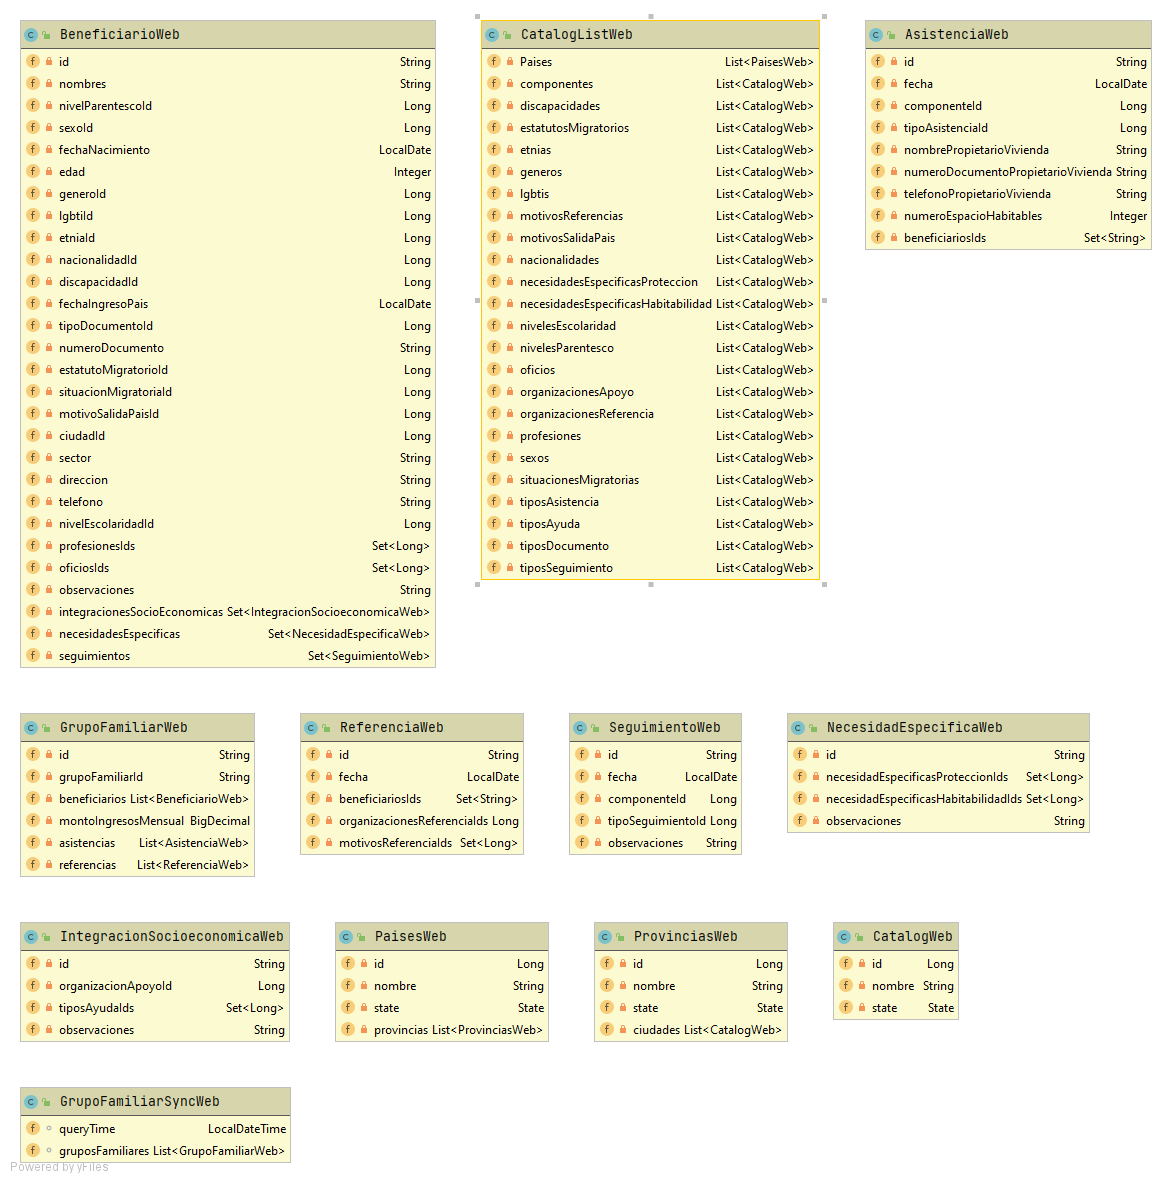 BeneficiarioWeb
id String
nombres String
nivelParentescoId Long
sexoId Long
fechaNacimiento LocalDate
edad Integer
generoId Long
lgbtiId Long
etniaId Long
nacionalidadId Long
discapacidadId Long
fechaIngresoPais LocalDate
tipoDocumentoId Long
numeroDocumento String
estatutoMigratorioId Long
situacionMigratoriaId Long
motivoSalidaPaisId Long
ciudadId Long
sector String
direccion String
telefono String
nivelEscolaridadId Long
profesionesIds Set<Long>
oficiosIds Set<Long>
observaciones String
integracionesSocioEconomicas Set<IntegracionSocioeconomicaWeb>
necesidadesEspecificas Set<NecesidadEspecificaWeb>
seguimientos Set<SeguimientoWeb>
CatalogListWeb
Paises List<PaisesWeb>
componentes List<CatalogWeb>
discapacidades List<CatalogWeb>
estatutosMigratorios List<CatalogWeb>
etnias List<CatalogWeb>
generos List<CatalogWeb>
lgbtis List<CatalogWeb>
motivosReferencias List<CatalogWeb>
motivosSalidaPais List<CatalogWeb>
nacionalidades List<CatalogWeb>
necesidadesEspecificasProteccion List<CatalogWeb>
necesidadesEspecificasHabitabilidad List<CatalogWeb>
nivelesEscolaridad List<CatalogWeb>
nivelesParentesco List<CatalogWeb>
oficios List<CatalogWeb>
organizacionesApoyo List<CatalogWeb>
organizacionesReferencia List<CatalogWeb>
profesiones List<CatalogWeb>
sexos List<CatalogWeb>
situacionesMigratorias List<CatalogWeb>
tiposAsistencia List<CatalogWeb>
tiposAyuda List<CatalogWeb>
tiposDocumento List<CatalogWeb>
tiposSeguimiento List<CatalogWeb>
AsistenciaWeb
id String
fecha LocalDate
componenteId Long
tipoAsistenciaId Long
nombrePropietarioVivienda String
numeroDocumentoPropietarioVivienda String
telefonoPropietarioVivienda String
numeroEspacioHabitables Integer
beneficiariosIds Set<String>
GrupoFamiliarWeb
id String
grupoFamiliarId String
beneficiarios List<BeneficiarioWeb>
montoIngresosMensual BigDecimal
asistencias List<AsistenciaWeb>
referencias List<ReferenciaWeb>
ReferenciaWeb
id String
fecha LocalDate
beneficiariosIds Set<String>
organizacionesReferenciaIds Long
motivosReferenciaIds Set<Long>
SeguimientoWeb
id String
fecha LocalDate
componenteId Long
tipoSeguimientoId Long
observaciones String
NecesidadEspecificaWeb
id String
necesidadEspecificasProteccionIds Set<Long>
necesidadEspecificasHabitabilidadIds Set<Long>
observaciones String
IntegracionSocioeconomicaWeb
id String
organizacionApoyoId Long
tiposAyudaIds Set<Long>
observaciones String
PaisesWeb
id Long
nombre String
state State
provincias List<ProvinciasWeb>
ProvinciasWeb
id Long
nombre String
state State
ciudades List<CatalogWeb>
CatalogWeb
id Long
nombre String
state State
GrupoFamiliarSyncWeb
queryTime LocalDateTime
gruposFamiliares List<GrupoFamiliarWeb>
Powered by yFiles